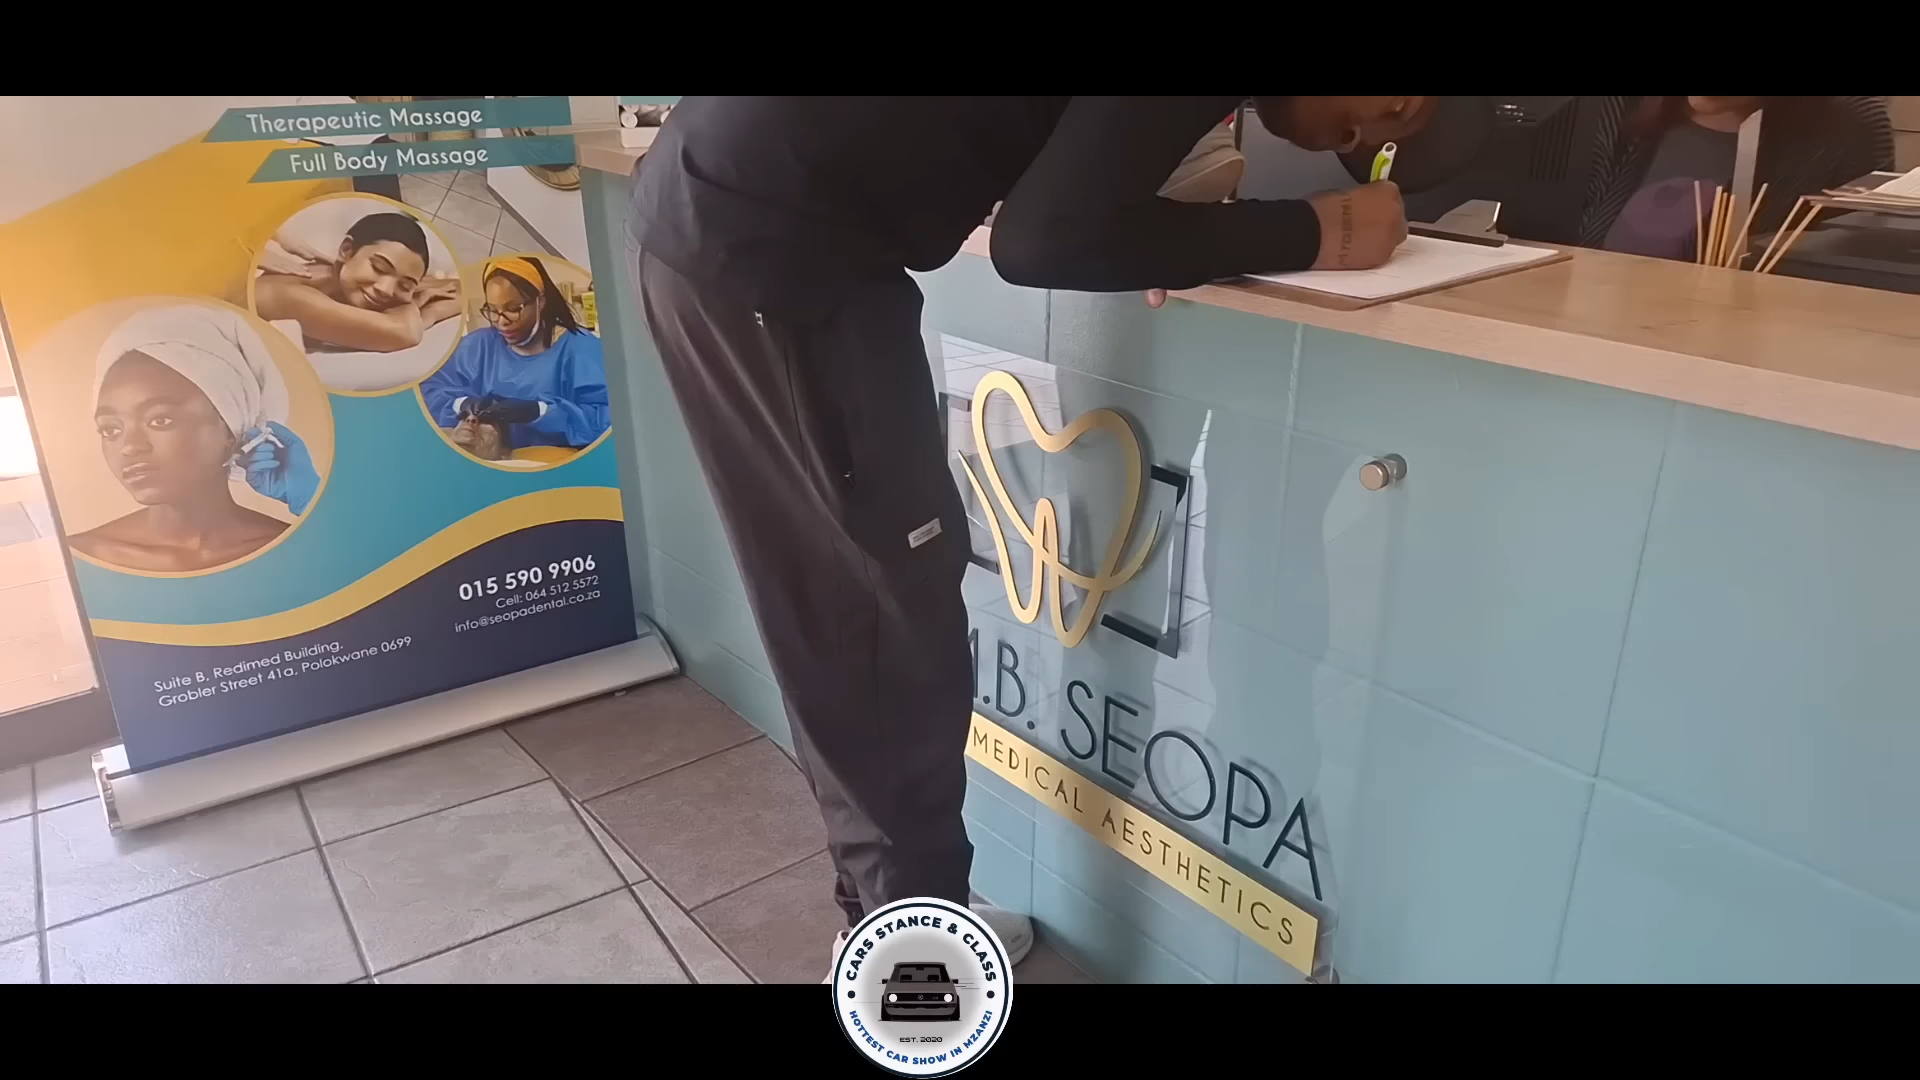 Therapeutic Massage
Full Body Massage
015 590 9906
Cell: 064 512 5572
info@seopadental.co.za
Suite B, Redimed Building,
Grobler Street 41a, Polokwane 0699
.B. SEOPA
MEDICAL AESTHETICS
CARS STANCE & CLASS
EST. 2020
HOTTEST CAR SHOW IN MZANZI